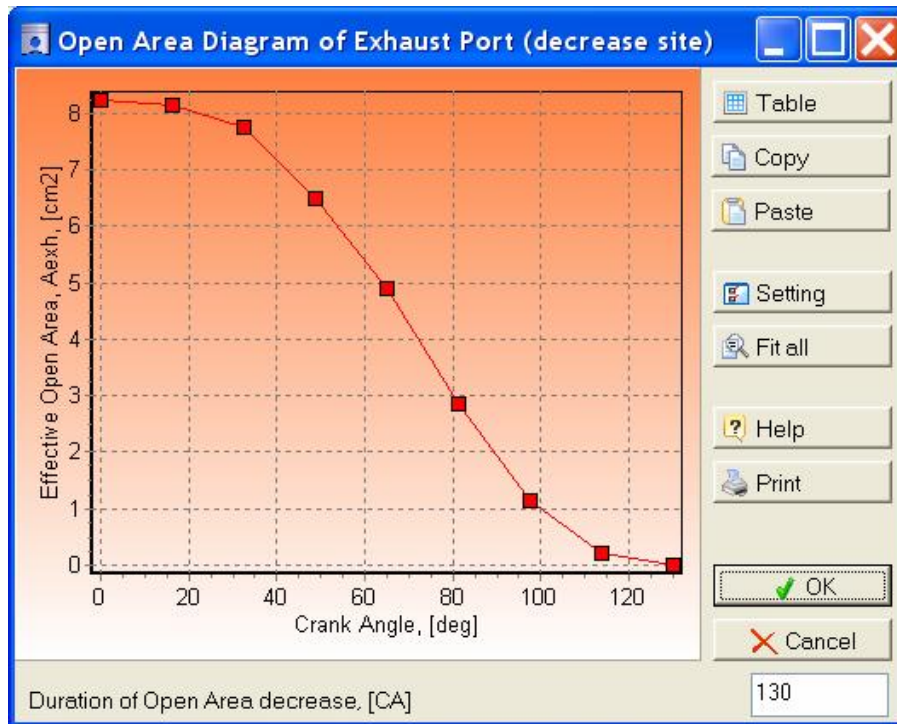 Open Area Diagram of Exhaust Port (decrease site)
Effective Open Area, Aexh, [cm2]
8
7
6
5
4
3
2
1
0
0 20 40 60 80 100 120
Crank Angle, [deg]
Table
Copy
Paste
Setting
Fit all
Help
Print
OK
Cancel
Duration of Open Area decrease, [CA]
130